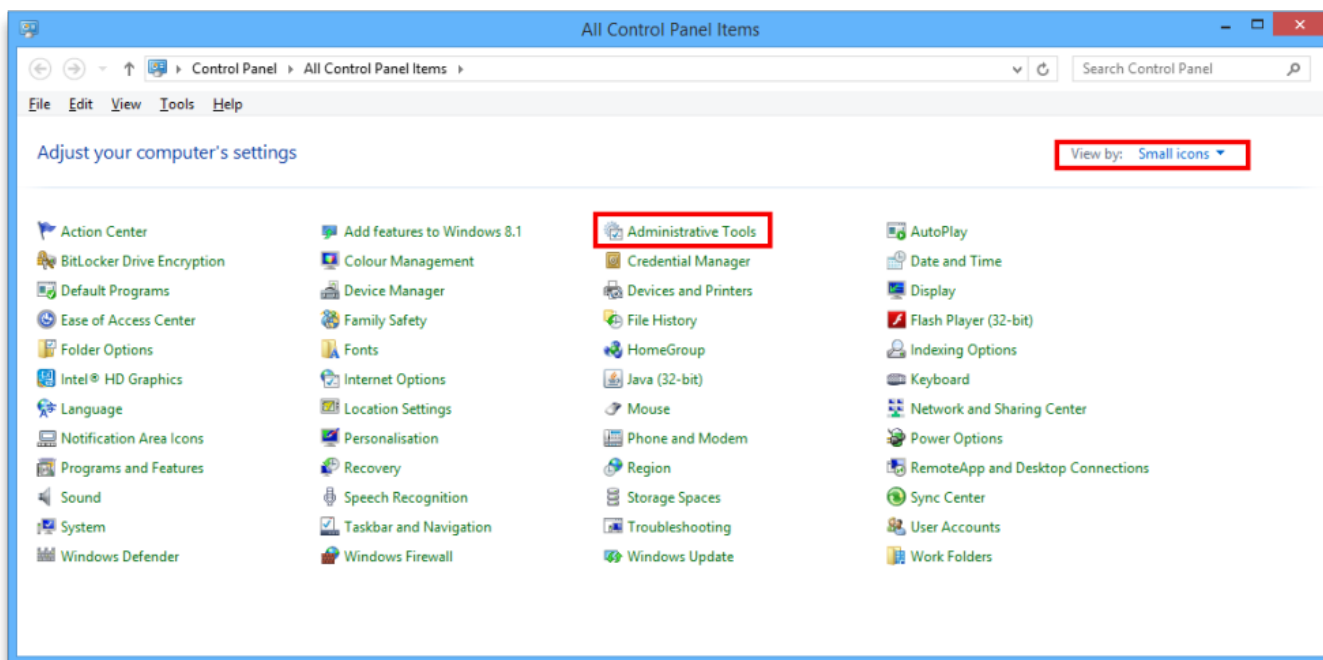 All Control Panel Items
Control Panel All Control Panel Items Search Control Panel
File Edit View Tools Help
Adjust your computer's settings View by: Small icons
Action Center Add features to Windows 8.1 Administrative Tools AutoPlay
BitLocker Drive Encryption Colour Management Credential Manager Date and Time
Default Programs Device Manager Devices and Printers Display
Ease of Access Center Family Safety File History Flash Player (32-bit)
Folder Options Fonts HomeGroup Indexing Options
Intel® HD Graphics Internet Options Java (32-bit) Keyboard
Language Location Settings Mouse Network and Sharing Center
Notification Area Icons Personalisation Phone and Modem Power Options
Programs and Features Recovery Region RemoteApp and Desktop Connections
Sound Speech Recognition Storage Spaces Sync Center
System Taskbar and Navigation Troubleshooting User Accounts
Windows Defender Windows Firewall Windows Update Work Folders